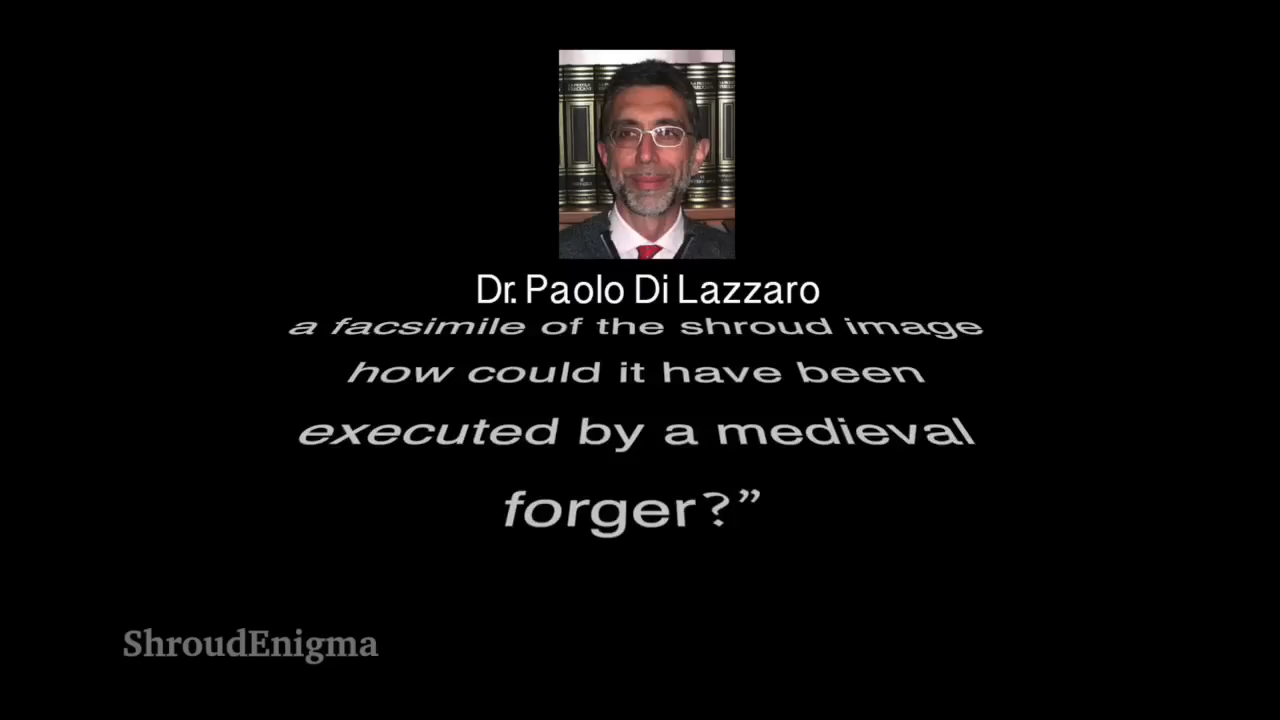 Dr. Paolo Di Lazzaro
a facsimile of the shroud image
how could it have been
executed by a medieval
forger?”
ShroudEnigma